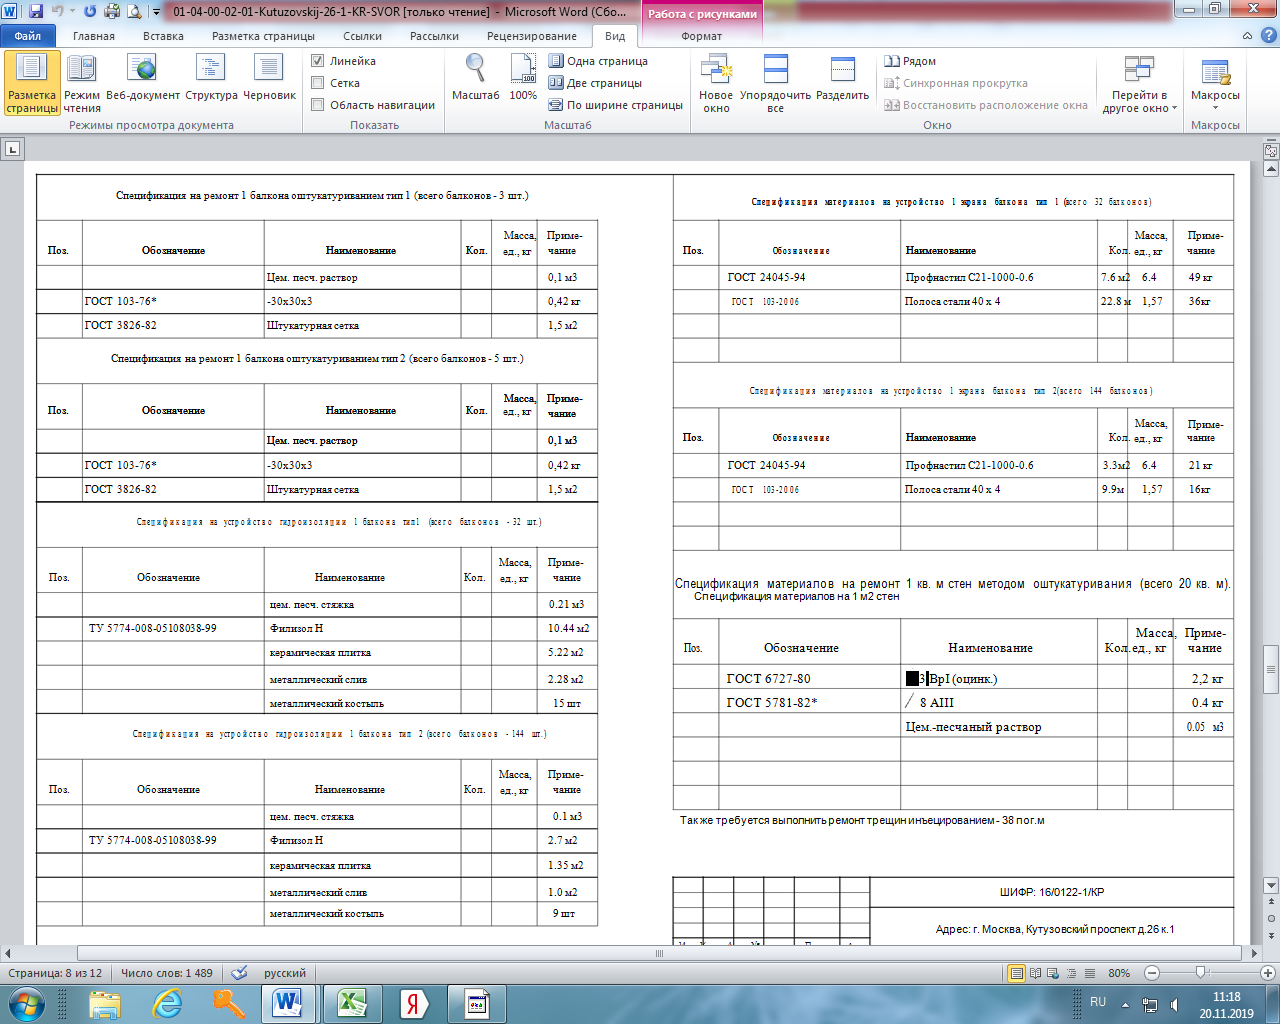 01-04-00-02-01-Kutuzovskij-26-1-KR-SVOR [только чтение] - Microsoft Word (Сбо...
Работа с рисунками
Файл Главная Вставка Разметка страницы Ссылки Рассылки Рецензирование Вид Формат
Разметка страницы
Режим чтения
Веб-документ
Структура
Черновик
Режимы просмотра документа
Линейка
Сетка
Область навигации
Показать
Масштаб
100%
Одна страница
Две страницы
По ширине страницы
Масштаб
Новое окно
Упорядочить все
Разделить
Рядом
Синхронная прокрутка
Восстановить расположение окна
Перейти в другое окно
Окно
Макросы
Макросы
Спецификация на ремонт 1 балкона оштукатуриванием тип 1 (всего балконов - 3 шт.)
Поз. Обозначение Наименование Кол. Масса, ед., кг Приме-чание
Цем. песч. раствор 0,1 м3
ГОСТ 103-76* -30х30х3 0,42 кг
ГОСТ 3826-82 Штукатурная сетка 1,5 м2
Спецификация на ремонт 1 балкона оштукатуриванием тип 2 (всего балконов - 5 шт.)
Поз. Обозначение Наименование Кол. Масса, ед., кг Приме-чание
Цем. песч. раствор 0,1 м3
ГОСТ 103-76* -30х30х3 0,42 кг
ГОСТ 3826-82 Штукатурная сетка 1,5 м2
Спецификация на устройство гидроизоляции 1 балкона тип1 (всего балконов - 32 шт.)
Поз. Обозначение Наименование Кол. Масса, ед., кг Приме-чание
цем. песч. стяжка 0.21 м3
ТУ 5774-008-05108038-99 Филизол Н 10.44 м2
керамическая плитка 5.22 м2
металлический слив 2.28 м2
металлический костыль 15 шт
Спецификация на устройство гидроизоляции 1 балкона тип 2 (всего балконов - 144 шт.)
Поз. Обозначение Наименование Кол. Масса, ед., кг Приме-чание
цем. песч. стяжка 0.1 м3
ТУ 5774-008-05108038-99 Филизол Н 2.7 м2
керамическая плитка 1.35 м2
металлический слив 1.0 м2
металлический костыль 9 шт
Спецификация материалов на устройство 1 экрана балкона тип 1 (всего 32 балконов)
Поз. Обозначение Наименование Кол. Масса, ед., кг Приме-чание
ГОСТ 24045-94 Профнастил С21-1000-0.6 7.6 м2 6.4 49 кг
ГОСТ 103-2006 Полоса стали 40 х 4 22.8 м 1,57 36кг
Спецификация материалов на устройство 1 экрана балкона тип 2(всего 144 балконов)
Поз. Обозначение Наименование Кол. Масса, ед., кг Приме-чание
ГОСТ 24045-94 Профнастил С21-1000-0.6 3.3м2 6.4 21 кг
ГОСТ 103-2006 Полоса стали 40 х 4 9.9м 1,57 16кг
Спецификация материалов на ремонт 1 кв. м стен методом оштукатуривания (всего 20 кв. м).
Спецификация материалов на 1 м2 стен
Поз. Обозначение Наименование Кол. Масса, ед., кг Приме-чание
ГОСТ 6727-80 3 ВрI (оцинк.) 2,2 кг
ГОСТ 5781-82* / 8 АIII 0.4 кг
Цем.-песчаный раствор 0.05 м3
Так же требуется выполнить ремонт трещин инъецированием - 38 пог.м
ШИФР: 16/0122-1/КР
Адрес: г. Москва, Кутузовский проспект д.26 к.1
Страница: 8 из 12 Число слов: 1 489 русский 80%
RU 11:18
20.11.2019